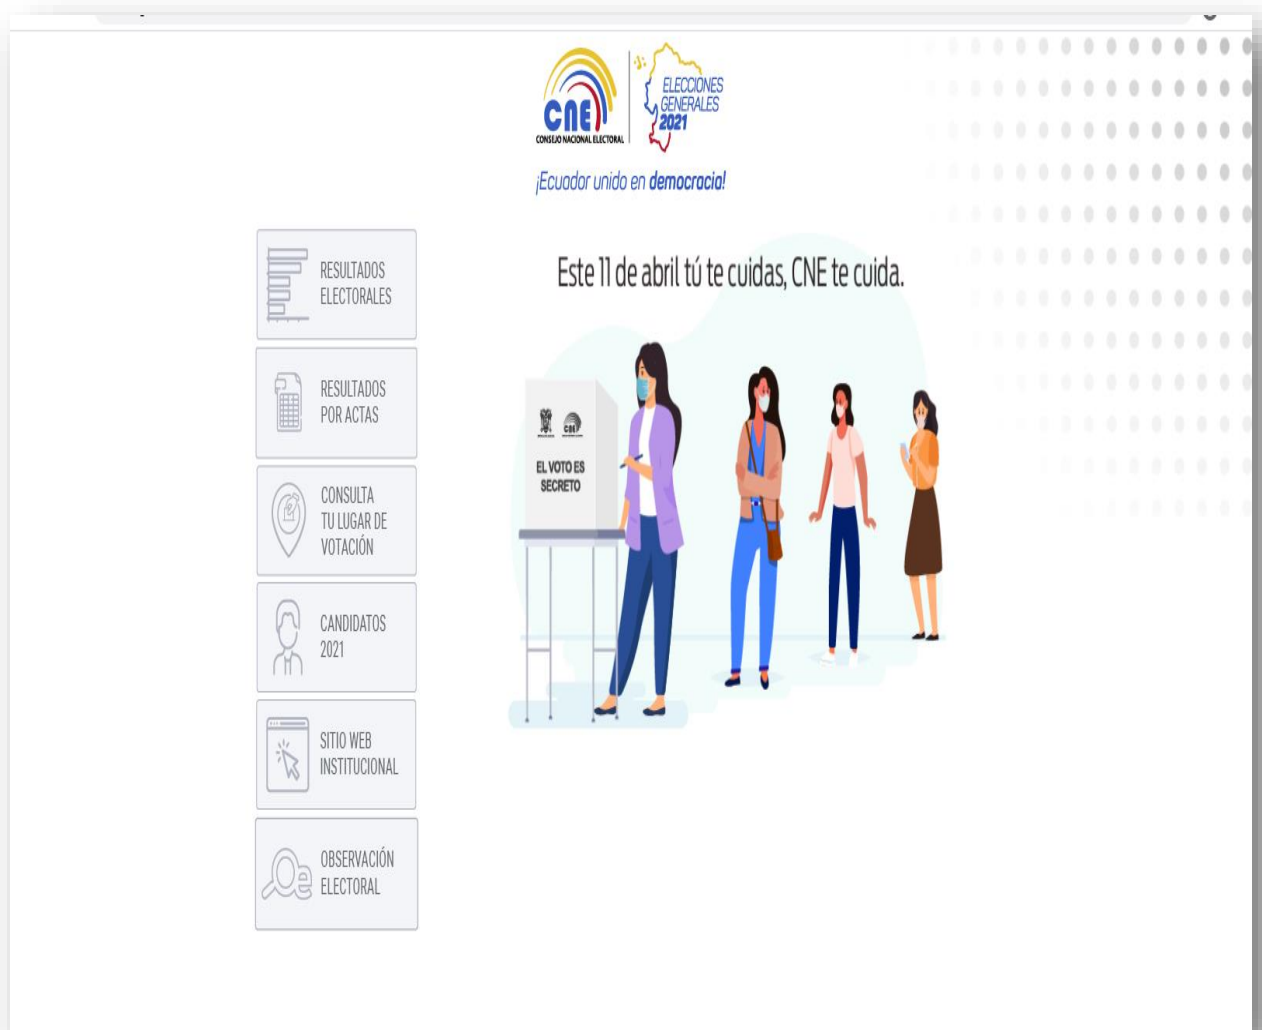 CNE
CONSEJO NACIONAL ELECTORAL
ELECCIONES
GENERALES
2021
¡Ecuador unido en democracia!
RESULTADOS
ELECTORALES
RESULTADOS
POR ACTAS
CONSULTA
TU LUGAR DE
VOTACIÓN
CANDIDATOS
2021
SITIO WEB
INSTITUCIONAL
OBSERVACIÓN
ELECTORAL
Este 11 de abril tú te cuidas, CNE te cuida.
CNE
EL VOTO ES
SECRETO